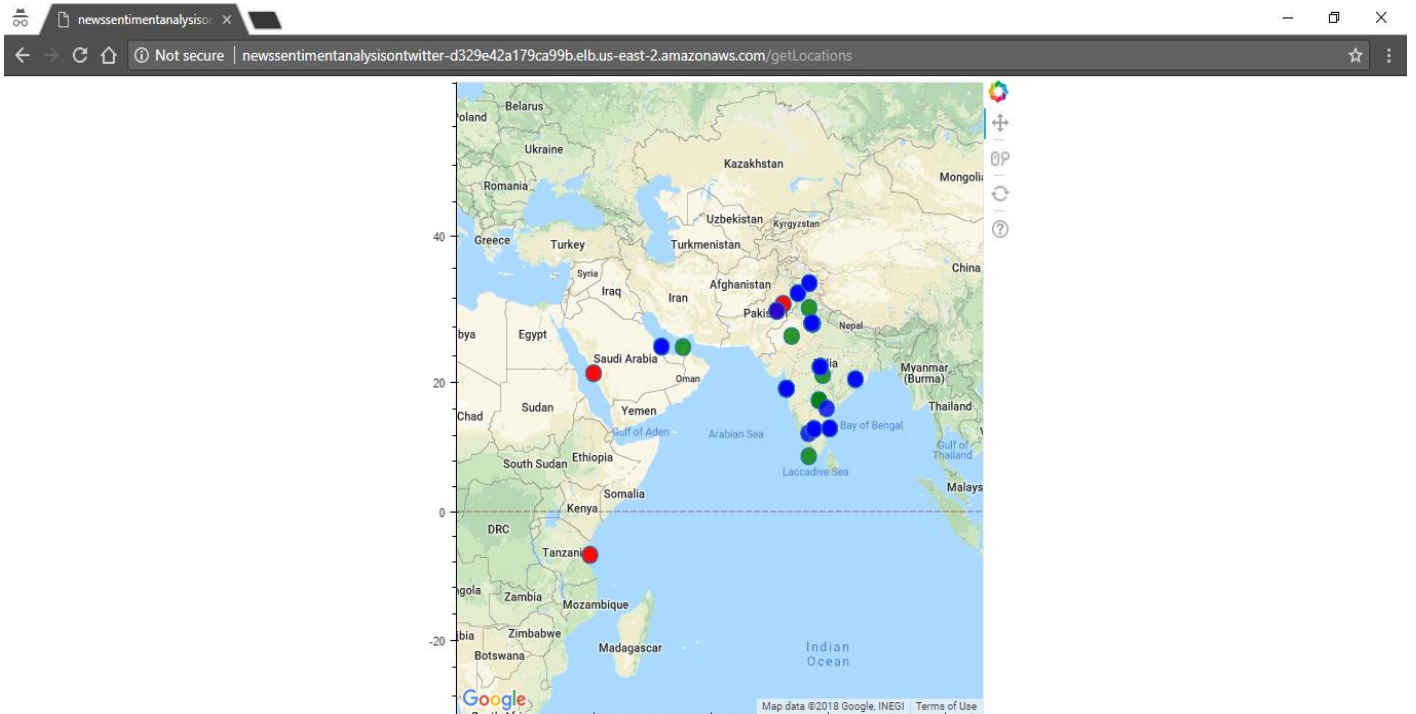 newssentimentanalysisor
Not secure | newssentimentanalysisontwitter-d329e42a179ca99b.elb.us-east-2.amazonaws.com/getLocations
Belarus
oland
Ukraine
Kazakhstan
Romania
Mongoli
Uzbekistan
Kyrgyzstan
40
Greece
Turkey
Turkmenistan
Syria
China
Afghanistan
Iraq
Iran
Pakis
Nepal
bya
Egypt
Saudi Arabia
ia
Myanmar
(Burma)
Oman
20
Chad
Sudan
Yemen
Thailand
Gulf of Aden
Arabian Sea
Bay of Bengal
Gulf of
Thailand
Ethiopia
South Sudan
Laccadive Sea
Somalia
Malays
Kenya
0
DRC
Tanzani
gola
Zambia
Mozambique
Zimbabwe
-20
bia
Madagascar
Botswana
Indian
Ocean
Google
Map data ©2018 Google, INEGI
Terms of Use